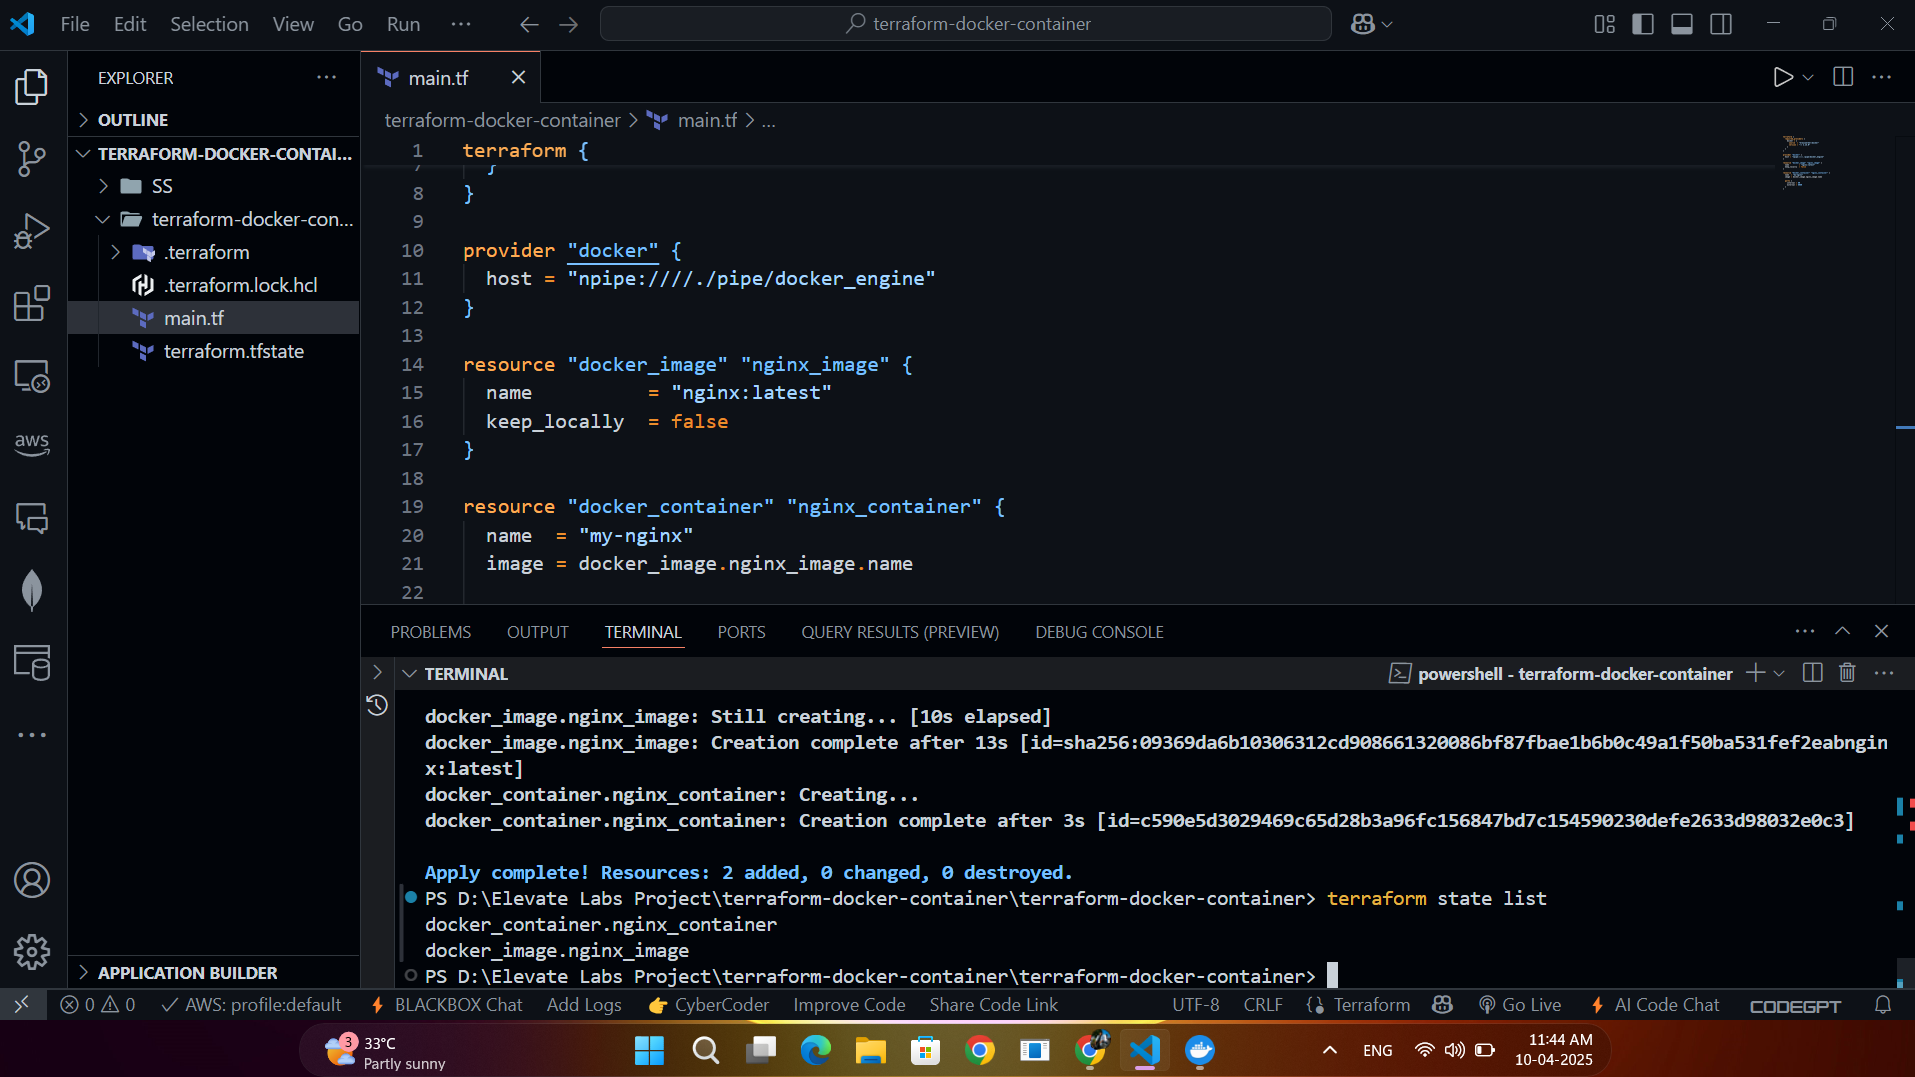 File Edit Selection View Go Run ... terraform-docker-container
EXPLORER ...
OUTLINE
TERRAFORM-DOCKER-CONTAI...
SS
terraform-docker-con...
.terraform
.terraform.lock.hcl
main.tf
terraform.tfstate
aws
APPLICATION BUILDER
main.tf
terraform-docker-container > main.tf > ...
1 terraform {
7 }
8 }
9
10 provider "docker" {
11 host = "npipe:////./pipe/docker_engine"
12 }
13
14 resource "docker_image" "nginx_image" {
15 name = "nginx:latest"
16 keep_locally = false
17 }
18
19 resource "docker_container" "nginx_container" {
20 name = "my-nginx"
21 image = docker_image.nginx_image.name
22
PROBLEMS OUTPUT TERMINAL PORTS QUERY RESULTS (PREVIEW) DEBUG CONSOLE
TERMINAL powershell - terraform-docker-container
docker_image.nginx_image: Still creating... [10s elapsed]
docker_image.nginx_image: Creation complete after 13s [id=sha256:09369da6b10306312cd908661320086bf87fbae1b6b0c49a1f50ba531fef2eabngin
x:latest]
docker_container.nginx_container: Creating...
docker_container.nginx_container: Creation complete after 3s [id=c590e5d3029469c65d28b3a96fc156847bd7c154590230defe2633d98032e0c3]
Apply complete! Resources: 2 added, 0 changed, 0 destroyed.
PS D:\Elevate Labs Project\terraform-docker-container\terraform-docker-container> terraform state list
docker_container.nginx_container
docker_image.nginx_image
PS D:\Elevate Labs Project\terraform-docker-container\terraform-docker-container>
0 0 AWS: profile:default BLACKBOX Chat Add Logs CyberCoder Improve Code Share Code Link UTF-8 CRLF Terraform Go Live AI Code Chat CODEGPT
3
33°C
Partly sunny
ENG
11:44 AM
10-04-2025